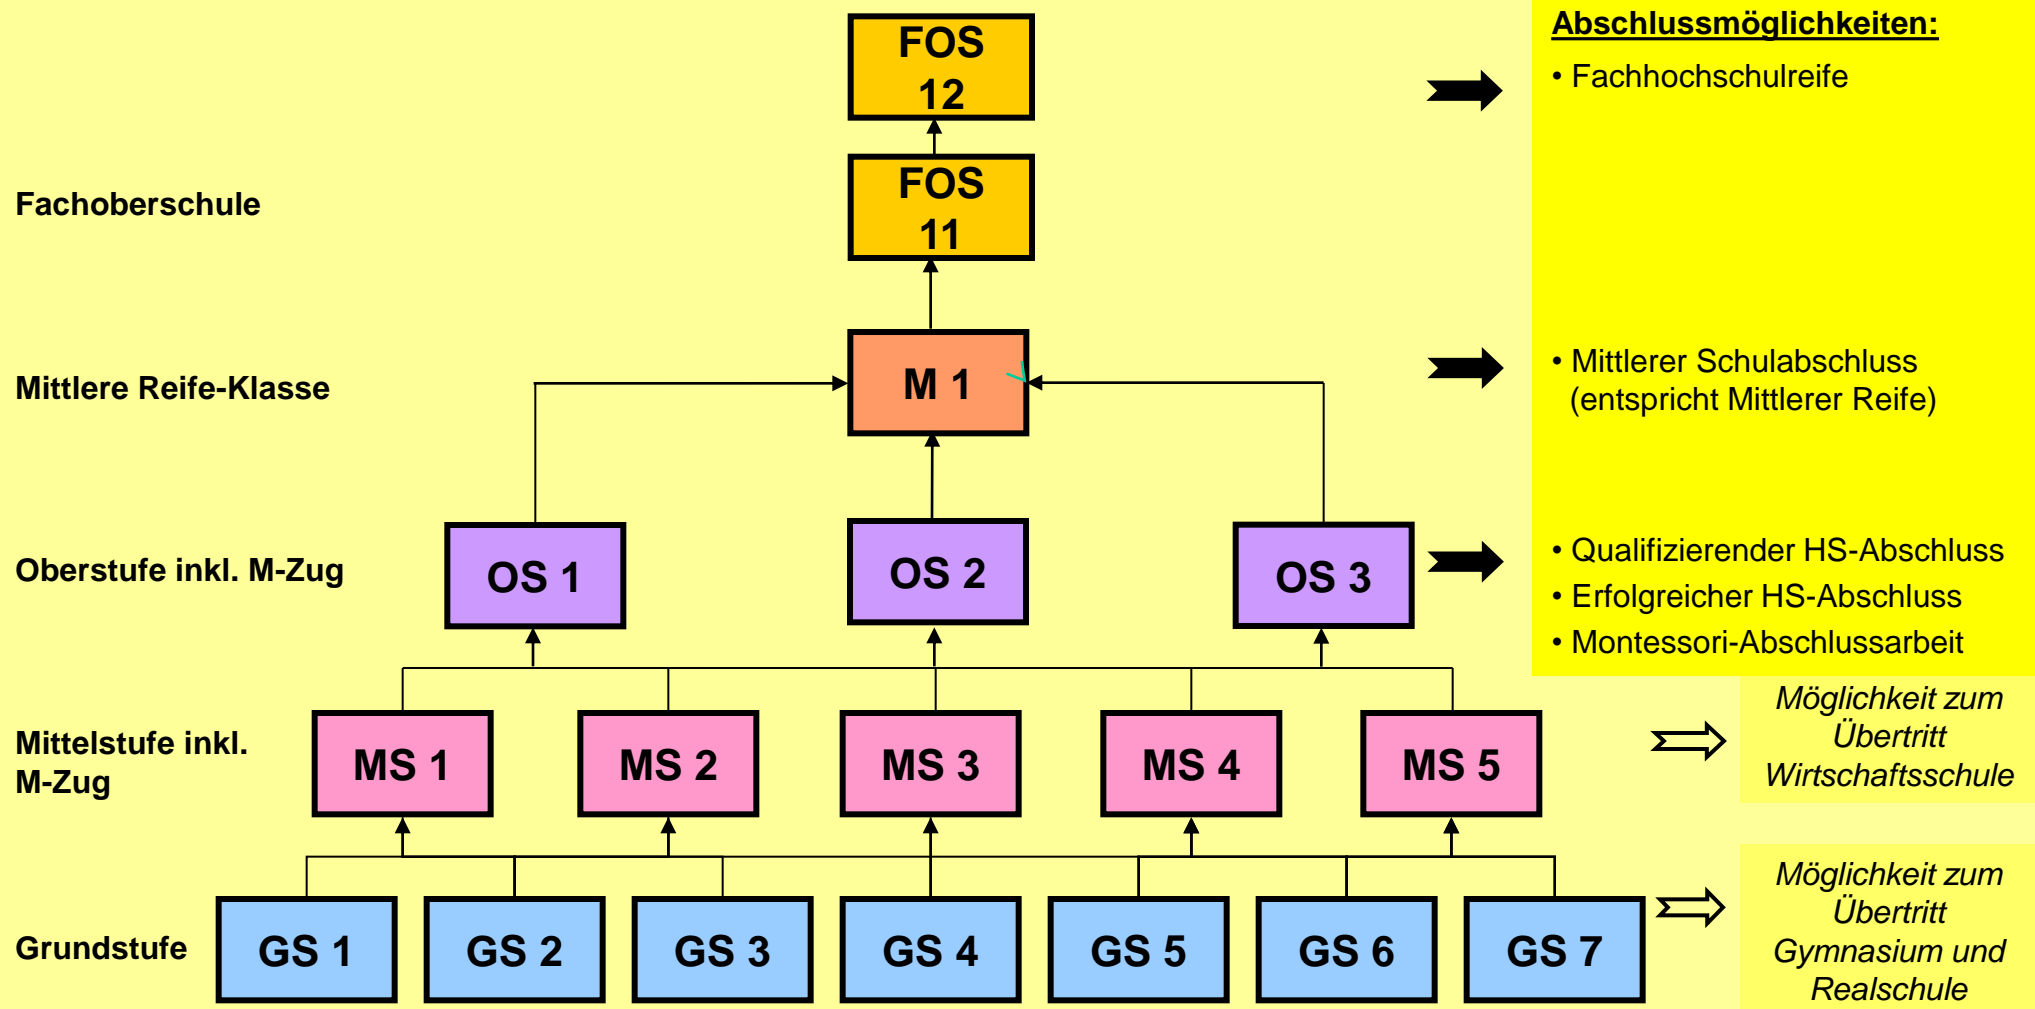 Abschlussmöglichkeiten:
FOS
12
• Fachhochschulreife
Fachoberschule
FOS
11
Mittlere Reife-Klasse
M 1
• Mittlerer Schulabschluss
(entspricht Mittlerer Reife)
Oberstufe inkl. M-Zug
OS 1
OS 2
OS 3
• Qualifizierender HS-Abschluss
• Erfolgreicher HS-Abschluss
• Montessori-Abschlussarbeit
Mittelstufe inkl.
M-Zug
MS 1
MS 2
MS 3
MS 4
MS 5
Möglichkeit zum
Übertritt
Wirtschaftsschule
Grundstufe
GS 1
GS 2
GS 3
GS 4
GS 5
GS 6
GS 7
Möglichkeit zum
Übertritt
Gymnasium und
Realschule